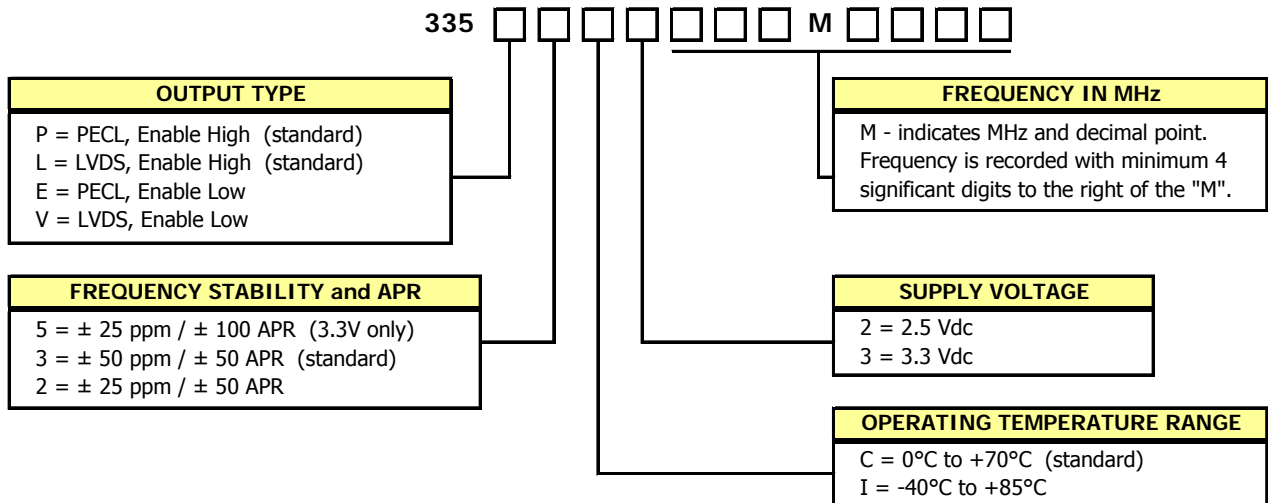 335 M
OUTPUT TYPE
P = PECL, Enable High (standard)
L = LVDS, Enable High (standard)
E = PECL, Enable Low
V = LVDS, Enable Low
FREQUENCY IN MHz
M - indicates MHz and decimal point.
Frequency is recorded with minimum 4
significant digits to the right of the "M".
FREQUENCY STABILITY and APR
5 = ± 25 ppm / ± 100 APR (3.3V only)
3 = ± 50 ppm / ± 50 APR (standard)
2 = ± 25 ppm / ± 50 APR
SUPPLY VOLTAGE
2 = 2.5 Vdc
3 = 3.3 Vdc
OPERATING TEMPERATURE RANGE
C = 0°C to +70°C (standard)
I = -40°C to +85°C